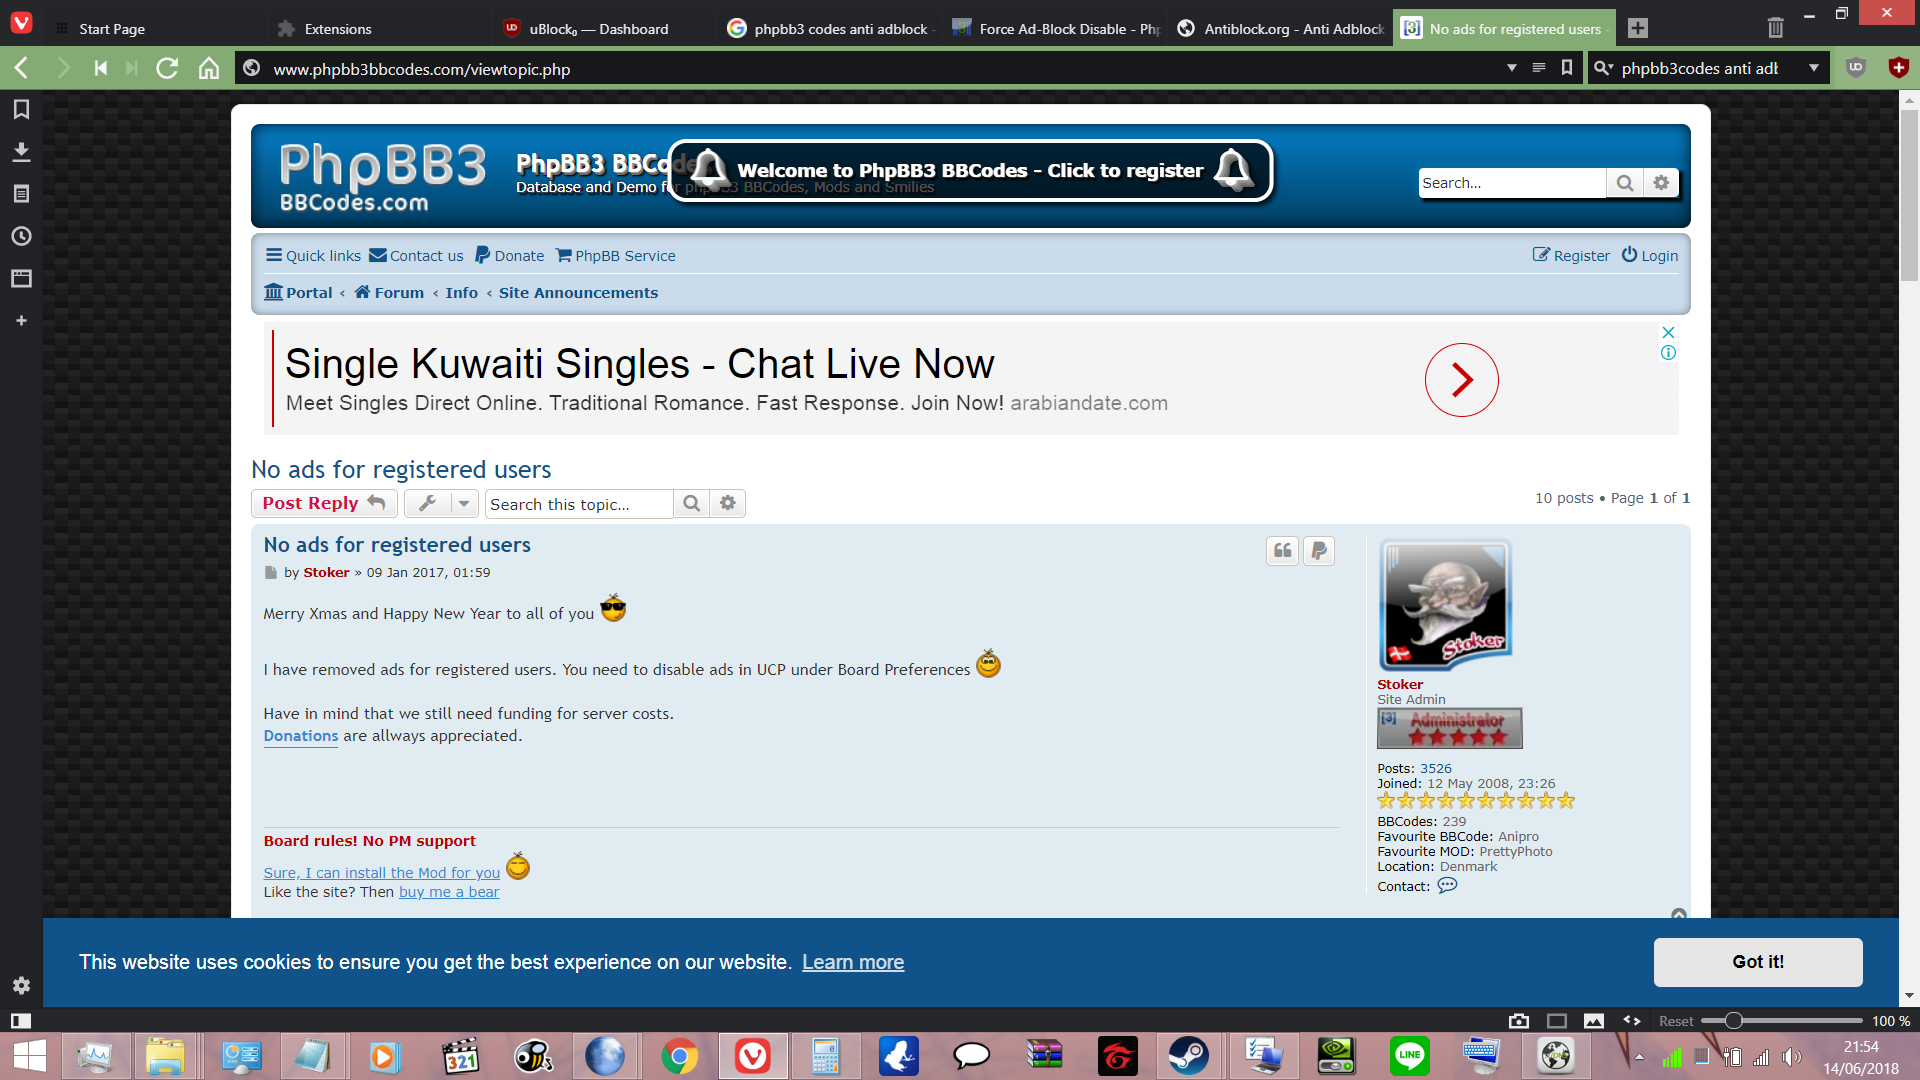 Start Page
Extensions
uBlock₀ — Dashboard
phpbb3 codes anti adblock -
Force Ad-Block Disable - Php
Antiblock.org - Anti Adblock
No ads for registered users -
www.phpbb3bbcodes.com/viewtopic.php
phpbb3codes anti adb
PhpBB3
BBCodes.com
PhpBB3 BBCodes
Database and Demo for phpBB3 BBCodes, Mods and Smilies
Welcome to PhpBB3 BBCodes - Click to register
Search...
Quick links
Contact us
Donate
PhpBB Service
Register
Login
Portal ‹ Forum ‹ Info ‹ Site Announcements
Single Kuwaiti Singles - Chat Live Now
Meet Singles Direct Online. Traditional Romance. Fast Response. Join Now! arabiandate.com
No ads for registered users
Post Reply
Search this topic...
10 posts • Page 1 of 1
No ads for registered users
by Stoker » 09 Jan 2017, 01:59
Merry Xmas and Happy New Year to all of you
I have removed ads for registered users. You need to disable ads in UCP under Board Preferences
Have in mind that we still need funding for server costs.
Donations are allways appreciated.
Board rules! No PM support
Sure, I can install the Mod for you
Like the site? Then buy me a bear
Stoker
Stoker
Site Admin
[3] Administrator
Posts: 3526
Joined: 12 May 2008, 23:26
BBCodes: 239
Favourite BBCode: Anipro
Favourite MOD: PrettyPhoto
Location: Denmark
Contact:
This website uses cookies to ensure you get the best experience on our website. Learn more
Got it!
Reset
100 %
321
LINE
21:54
14/06/2018